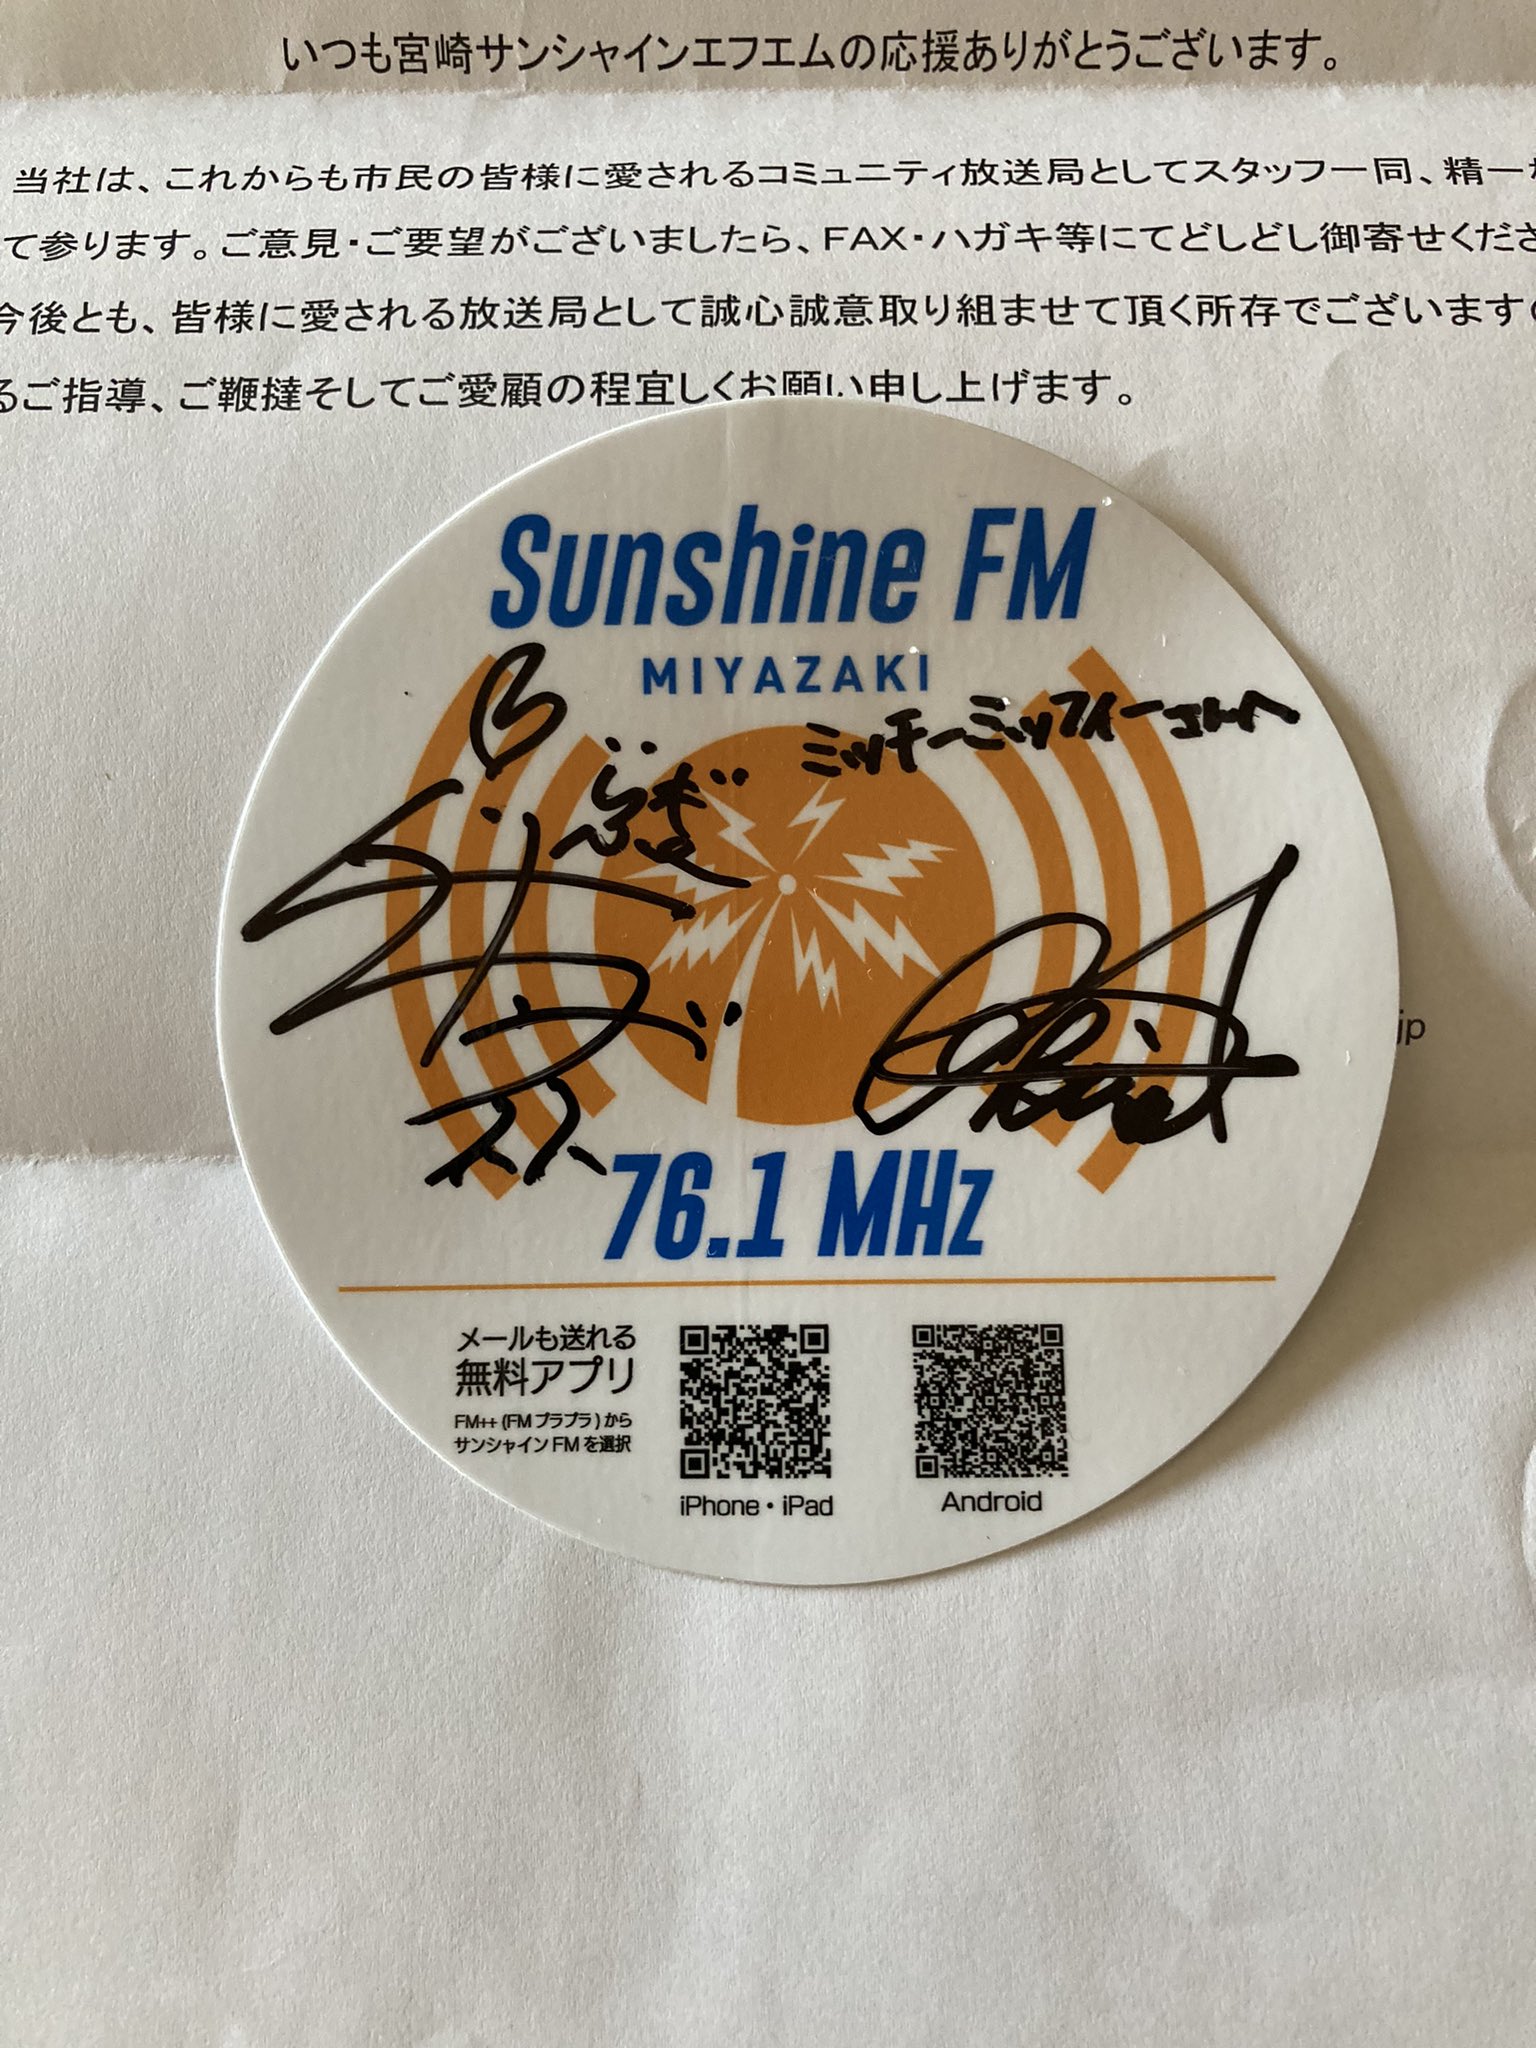 いつも宮崎サンシャインエフエムの応援ありがとうございます。
当社は、これからも市民の皆様に愛されるコミュニティ放送局としてスタッフ一同、精一
て参ります。ご意見・ご要望がございましたら、FAX・ハガキ等にてどしどし御寄せくださ
今後とも、皆様に愛される放送局として誠心誠意取り組ませて頂く所存でございます
るご指導、ご鞭撻そしてご愛顧の程宜しくお願い申し上げます。
Sunshine FM
MIYAZAKI
ミッチーミッフィーさんへ
jp
76.1 MHz
メールも送れる
無料アプリ
FM++ (FM プラプラ) から
サンシャイン FM を選択
iPhone・iPad
Android